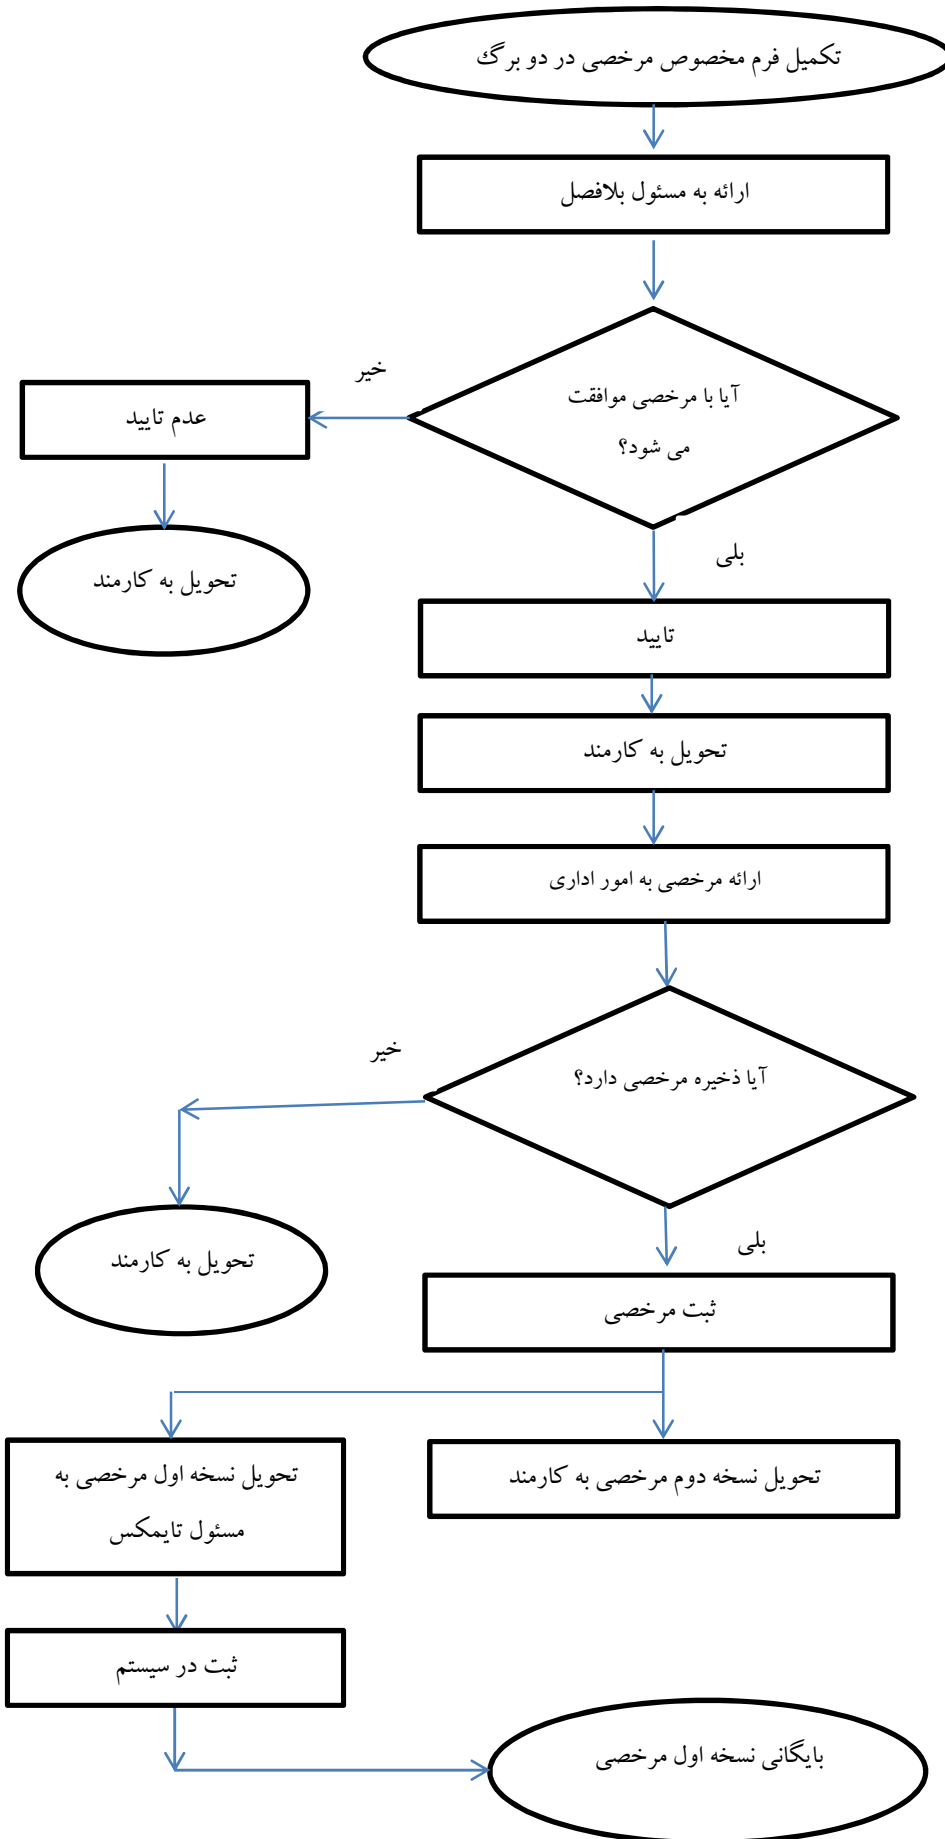 تکمیل فرم مخصوص مرخصی در دو برگ
ارائه به مسئول بلافصل
آیا با مرخصی موافقت
می شود؟
خیر
عدم تایید
تحویل به کارمند
بلی
تایید
تحویل به کارمند
ارائه مرخصی به امور اداری
آیا ذخیره مرخصی دارد؟
خیر
تحویل به کارمند
بلی
ثبت مرخصی
تحویل نسخه دوم مرخصی به کارمند
تحویل نسخه اول مرخصی به
مسئول تایمکس
ثبت در سیستم
بایگانی نسخه اول مرخصی